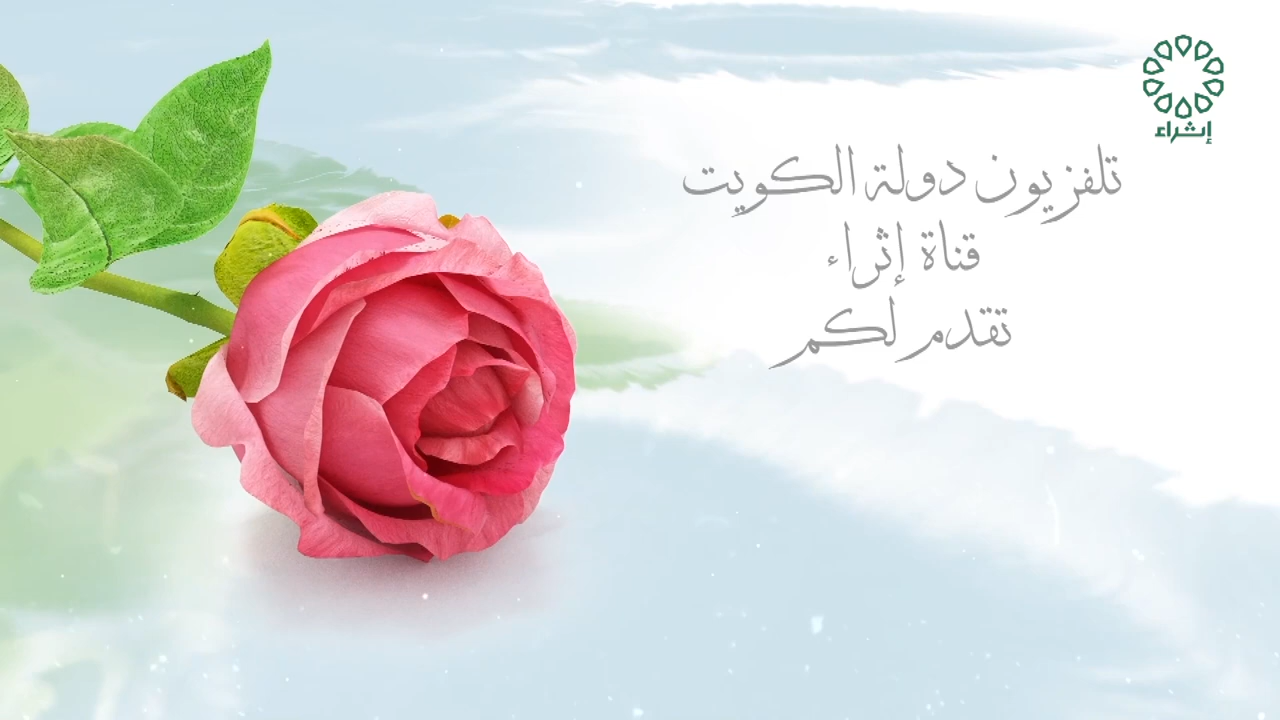 إثراء
تلفزيون دولة الكويت
قناة إثراء
تقدم لكم